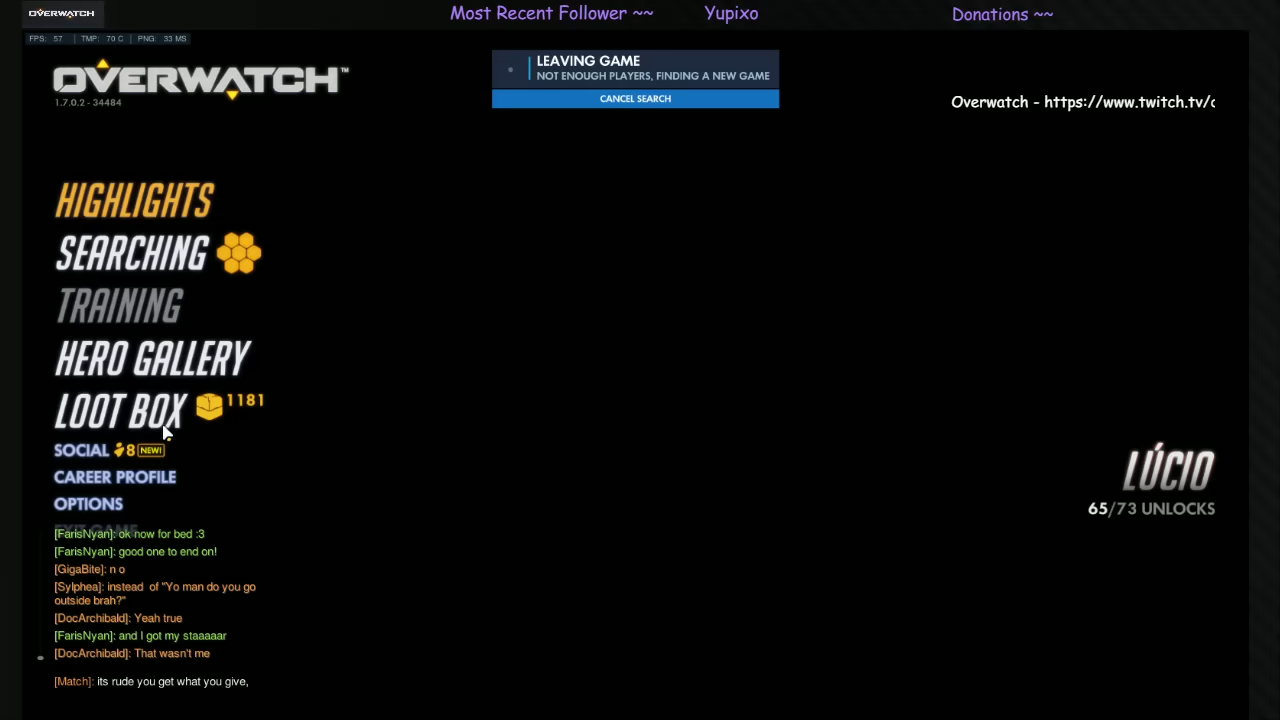 OVERWATCH
Most Recent Follower ~~ Yupixo
Donations ~~
FPS: 57 | TMP: 70 C | PNG: 33 MS
OVERWATCH™
1.7.0.2 - 34484
LEAVING GAME
NOT ENOUGH PLAYERS, FINDING A NEW GAME
CANCEL SEARCH
Overwatch - https://www.twitch.tv/c
HIGHLIGHTS
SEARCHING
TRAINING
HERO GALLERY
LOOT BOX 1181
SOCIAL 8 NEW!
CAREER PROFILE
OPTIONS
EXIT GAME
LÚCIO
65/73 UNLOCKS
[FarisNyan]: ok now for bed :3
[FarisNyan]: good one to end on!
[GigaBite]: n o
[Sylphea]: instead of "Yo man do you go
outside brah?"
[DocArchibald]: Yeah true
[FarisNyan]: and I got my staaaaar
[DocArchibald]: That wasn't me
[Match]: its rude you get what you give,